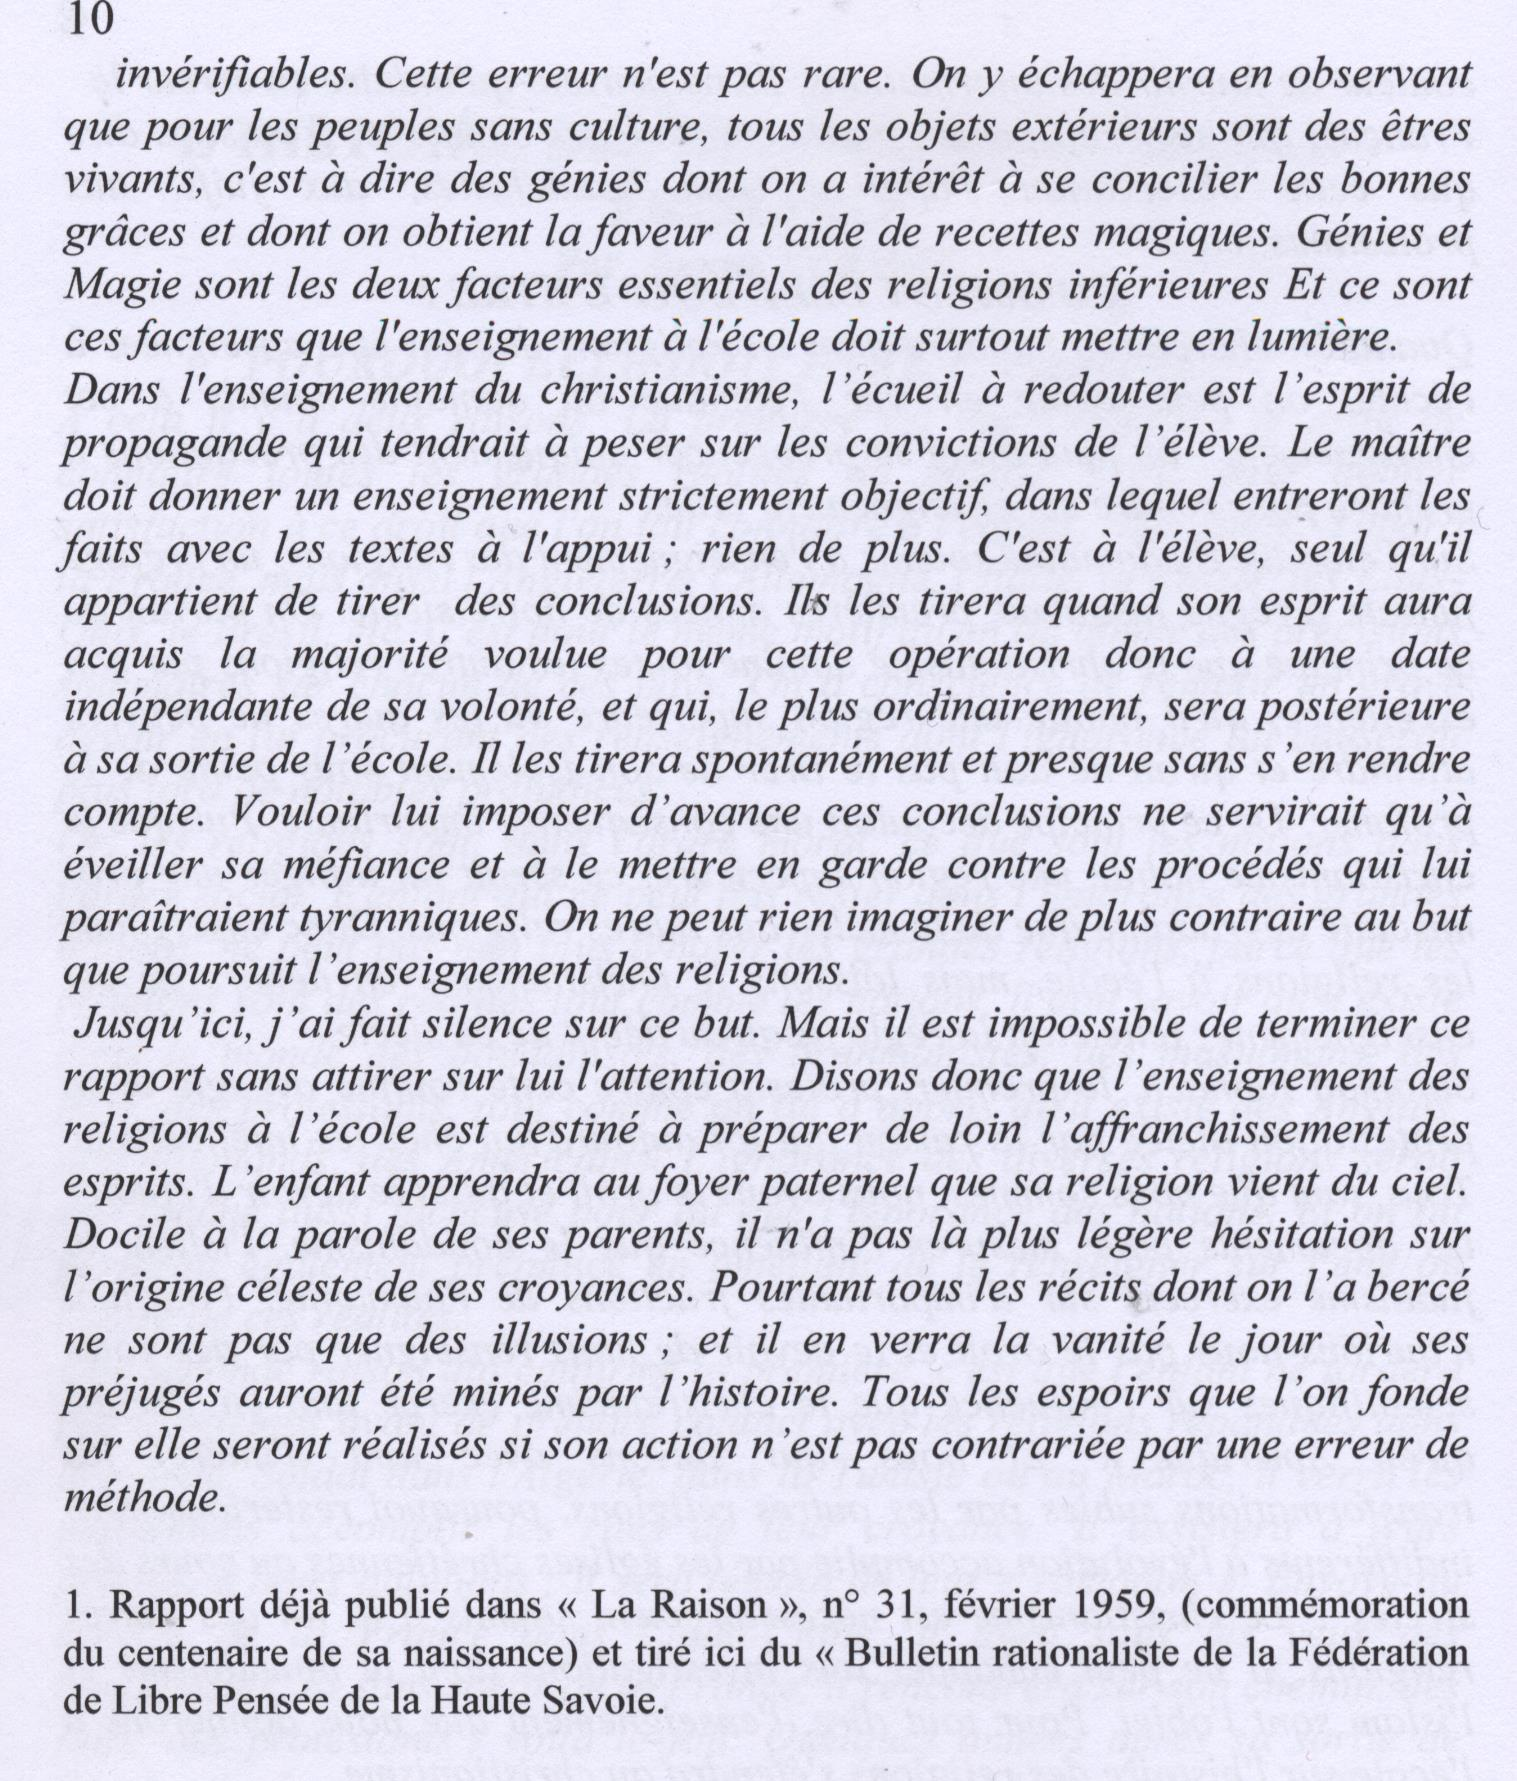 10
invérifiables. Cette erreur n'est pas rare. On y échappera en observant
que pour les peuples sans culture, tous les objets extérieurs sont des êtres
vivants, c'est à dire des génies dont on a intérêt à se concilier les bonnes
grâces et dont on obtient la faveur à l'aide de recettes magiques. Génies et
Magie sont les deux facteurs essentiels des religions inférieures Et ce sont
ces facteurs que l'enseignement à l'école doit surtout mettre en lumière.
Dans l'enseignement du christianisme, l’écueil à redouter est l’esprit de
propagande qui tendrait à peser sur les convictions de l’élève. Le maître
doit donner un enseignement strictement objectif, dans lequel entreront les
faits avec les textes à l'appui ; rien de plus. C'est à l'élève, seul qu'il
appartient de tirer des conclusions. Ils les tirera quand son esprit aura
acquis la majorité voulue pour cette opération donc à une date
indépendante de sa volonté, et qui, le plus ordinairement, sera postérieure
à sa sortie de l’école. Il les tirera spontanément et presque sans s’en rendre
compte. Vouloir lui imposer d’avance ces conclusions ne servirait qu’à
éveiller sa méfiance et à le mettre en garde contre les procédés qui lui
paraîtraient tyranniques. On ne peut rien imaginer de plus contraire au but
que poursuit l’enseignement des religions.
Jusqu’ici, j’ai fait silence sur ce but. Mais il est impossible de terminer ce
rapport sans attirer sur lui l'attention. Disons donc que l’enseignement des
religions à l’école est destiné à préparer de loin l’affranchissement des
esprits. L’enfant apprendra au foyer paternel que sa religion vient du ciel.
Docile à la parole de ses parents, il n'a pas là plus légère hésitation sur
l’origine céleste de ses croyances. Pourtant tous les récits dont on l’a bercé
ne sont pas que des illusions ; et il en verra la vanité le jour où ses
préjugés auront été minés par l’histoire. Tous les espoirs que l’on fonde
sur elle seront réalisés si son action n’est pas contrariée par une erreur de
méthode.
1. Rapport déjà publié dans « La Raison », n° 31, février 1959, (commémoration
du centenaire de sa naissance) et tiré ici du « Bulletin rationaliste de la Fédération
de Libre Pensée de la Haute Savoie.